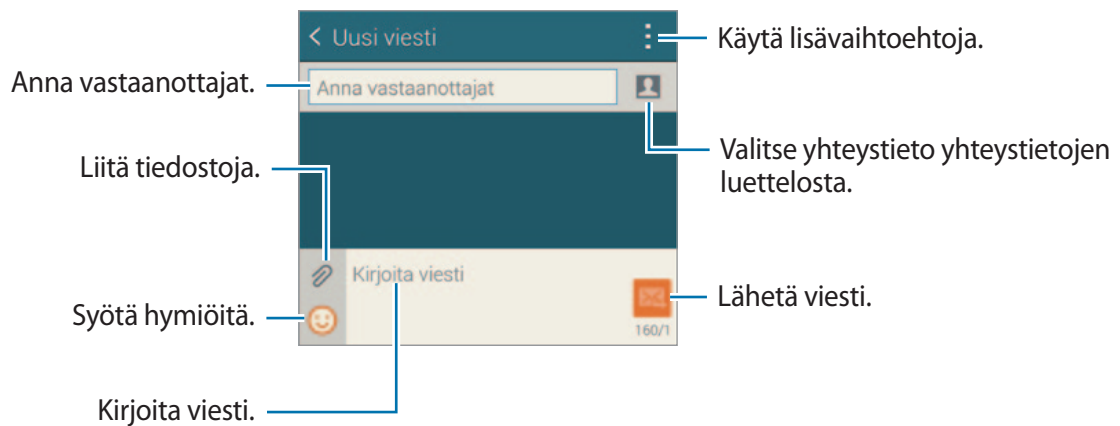 Uusi viesti
Käytä lisävaihtoehtoja.
Anna vastaanottajat.
Anna vastaanottajat
Valitse yhteystieto yhteystietojen
luettelosta.
Liitä tiedostoja.
Kirjoita viesti
Lähetä viesti.
Syötä hymiöitä.
160/1
Kirjoita viesti.